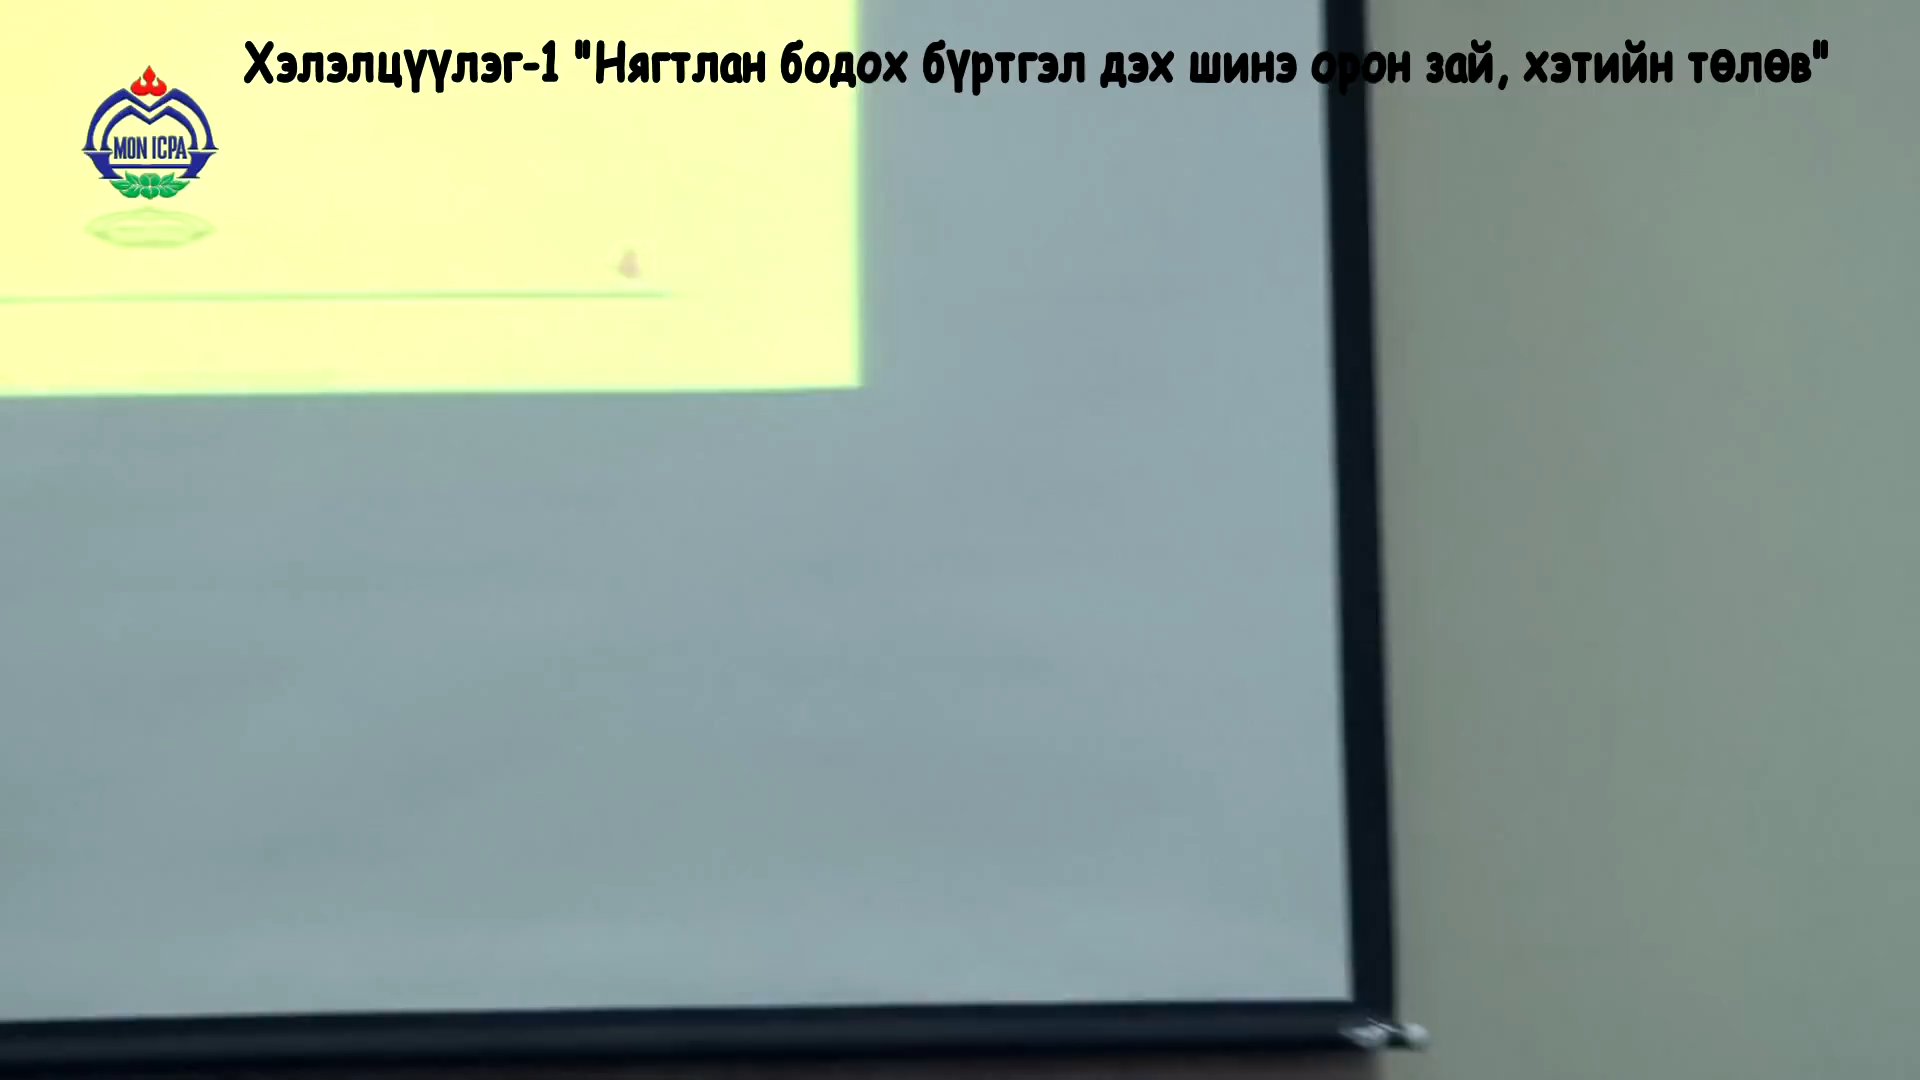 Хэлэлцүүлэг-1 "Нягтлан бодох бүртгэл дэх шинэ орон зай, хэтийн төлөв"
MON ICPA